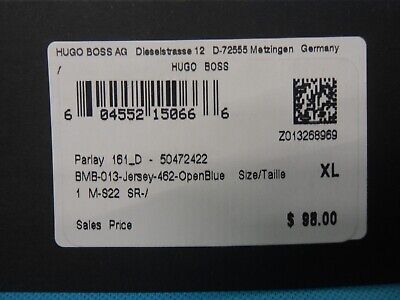 HUGO BOSS AG Dieselstrasse 12 D-72555 Metzingen Germany
/ HUGO BOSS
6 04552 15066 6
Z013268969
Parlay 161_D - 50472422
BMB-013-Jersey-462-OpenBlue Size/Taille XL
1 M-S22 SR-/
Sales Price $ 98.00